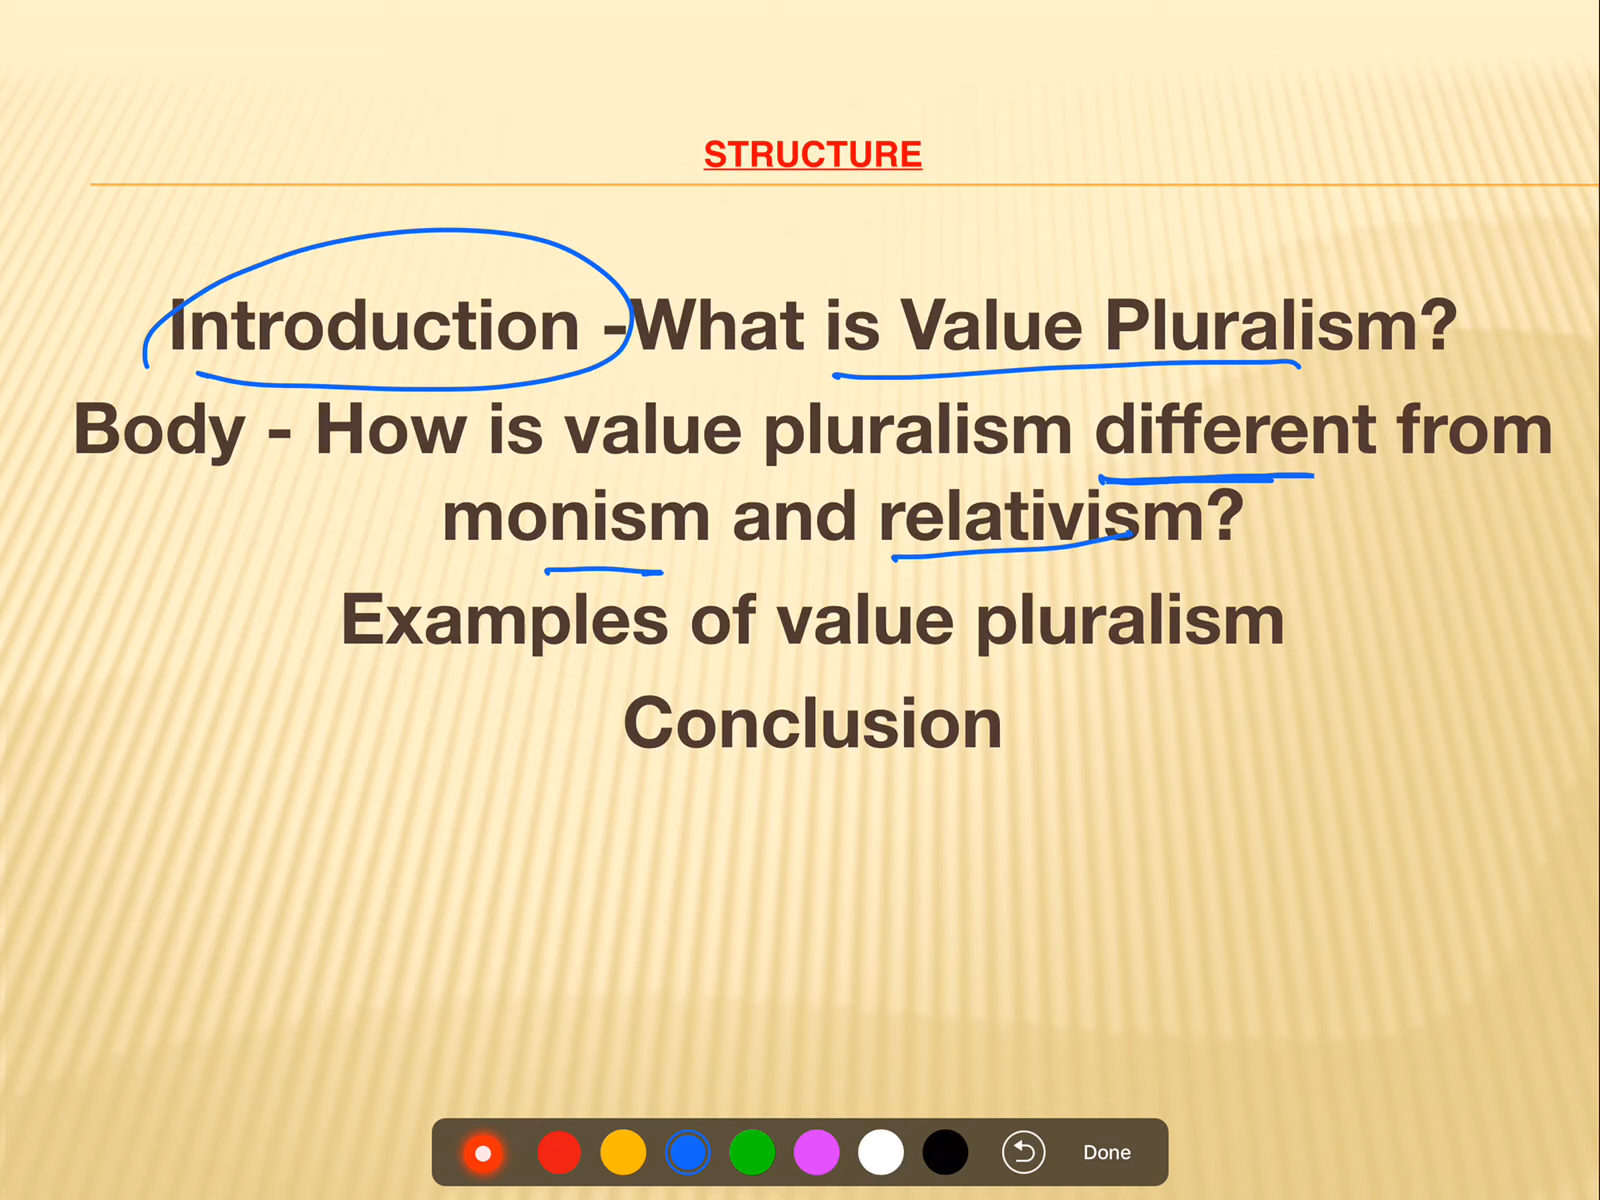 STRUCTURE
Introduction -What is Value Pluralism?
Body - How is value pluralism different from
monism and relativism?
Examples of value pluralism
Conclusion
Done